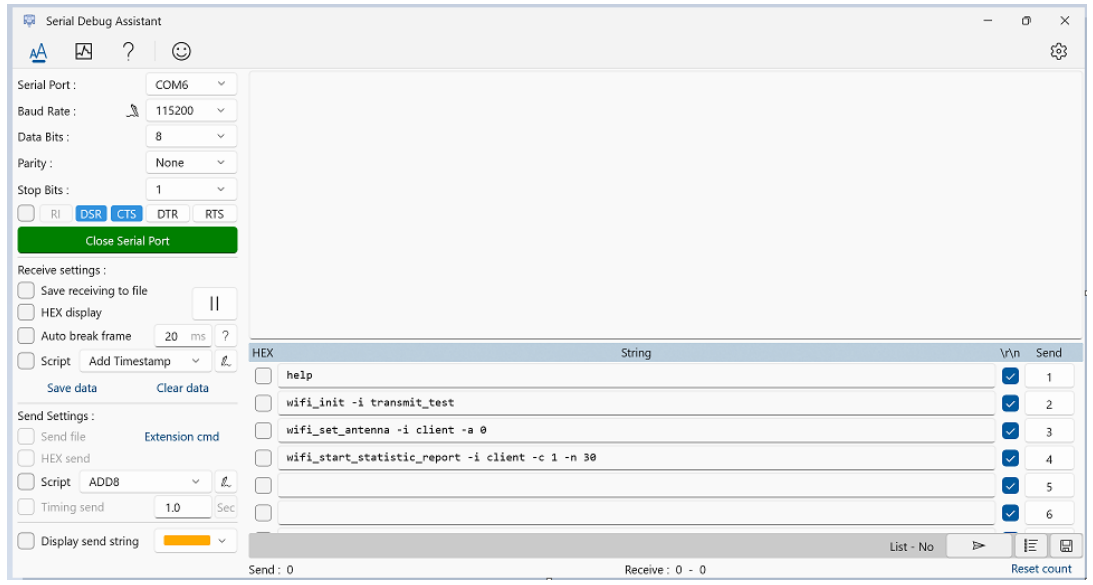 Serial Debug Assistant
AA
?
Serial Port :
COM6
Baud Rate :
115200
Data Bits :
8
Parity :
None
Stop Bits :
1
RI DSR CTS DTR RTS
Close Serial Port
Receive settings :
Save receiving to file
HEX display
Auto break frame 20 ms ?
Script Add Timestamp
Save data Clear data
Send Settings :
Send file Extension cmd
HEX send
Script ADD8
Timing send 1.0 Sec
Display send string
HEX String \r\n Send
help 1
wifi_init -i transmit_test 2
wifi_set_antenna -i client -a 0 3
wifi_start_statistic_report -i client -c 1 -n 30 4
5
6
List - No
Send : 0 Receive : 0 - 0 Reset count